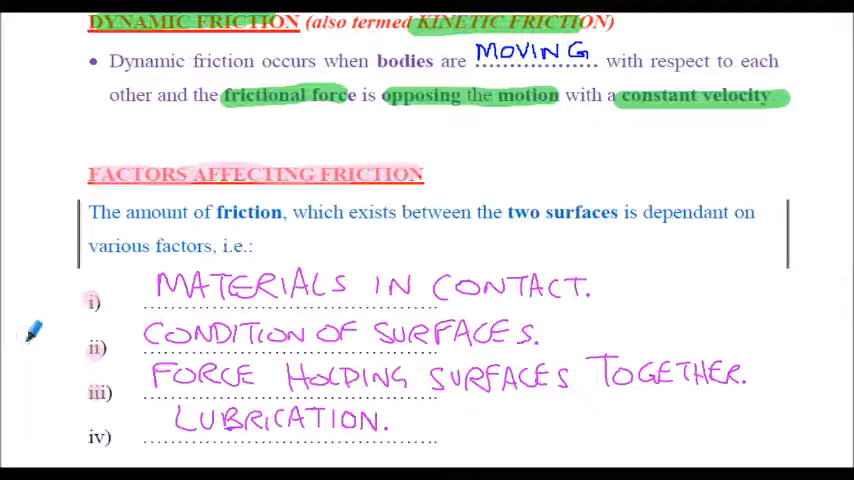 DYNAMIC FRICTION (also termed KINETIC FRICTION)
• Dynamic friction occurs when bodies are MOVING with respect to each
other and the frictional force is opposing the motion with a constant velocity.
FACTORS AFFECTING FRICTION
The amount of friction, which exists between the two surfaces is dependant on
various factors, i.e.:
i) MATERIALS IN CONTACT.
ii) CONDITION OF SURFACES.
iii) FORCE HOLDING SURFACES TOGETHER.
iv) LUBRICATION.